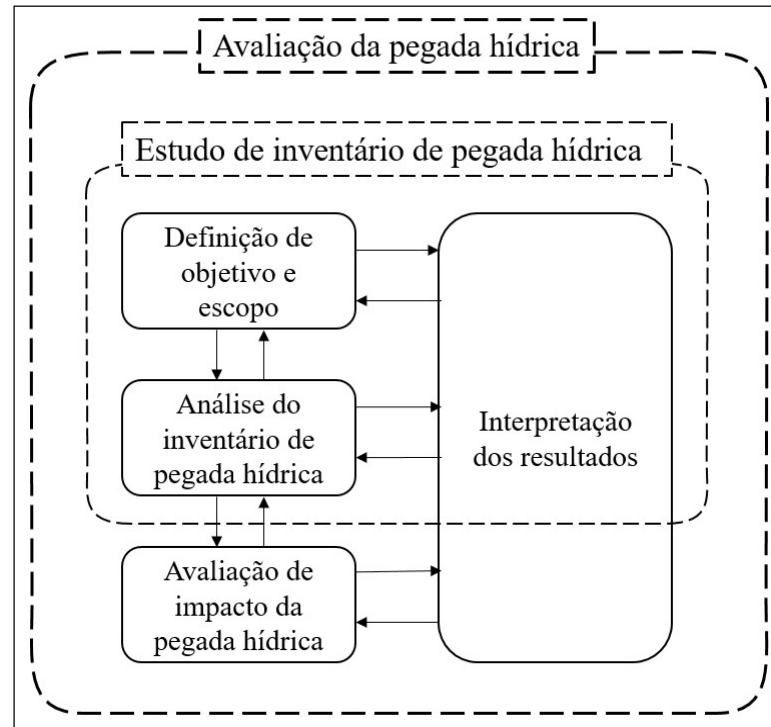 Avaliação da pegada hídrica
Estudo de inventário de pegada hídrica
Definição de
objetivo e
escopo
Análise do
inventário de
pegada hídrica
Interpretação
dos resultados
Avaliação de
impacto da
pegada hídrica